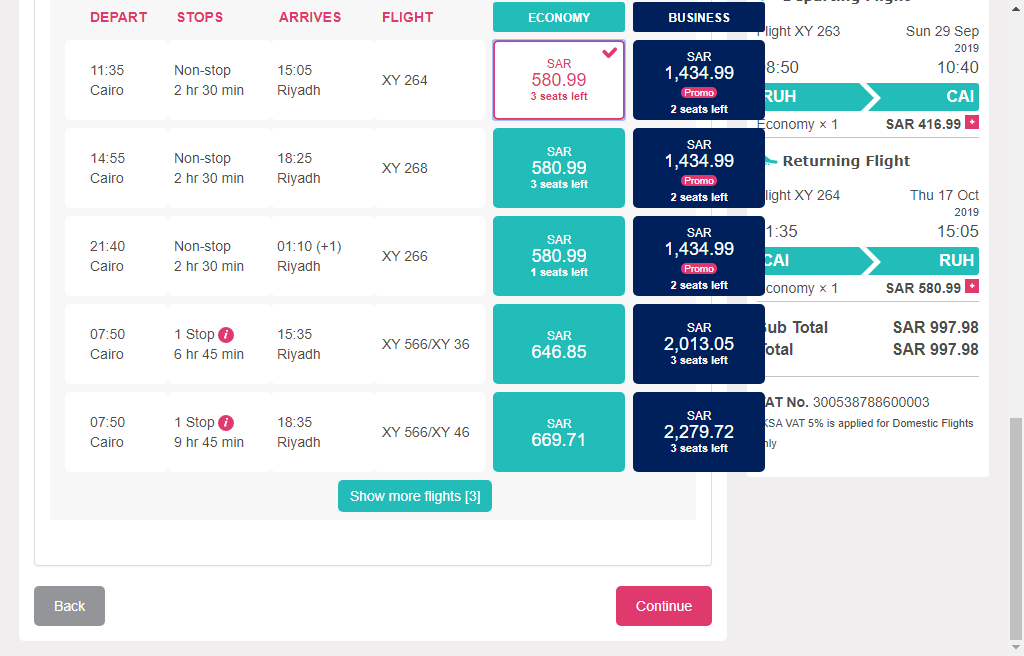 DEPART STOPS ARRIVES FLIGHT ECONOMY BUSINESS
11:35 Non-stop 15:05 XY 264
Cairo 2 hr 30 min Riyadh
SAR
580.99
3 seats left
SAR
1,434.99
Promo
2 seats left
14:55 Non-stop 18:25 XY 268
Cairo 2 hr 30 min Riyadh
SAR
580.99
3 seats left
SAR
1,434.99
Promo
2 seats left
21:40 Non-stop 01:10 (+1) XY 266
Cairo 2 hr 30 min Riyadh
SAR
580.99
1 seats left
SAR
1,434.99
Promo
2 seats left
07:50 1 Stop i 15:35 XY 566/XY 36
Cairo 6 hr 45 min Riyadh
SAR
646.85
SAR
2,013.05
3 seats left
07:50 1 Stop i 18:35 XY 566/XY 46
Cairo 9 hr 45 min Riyadh
SAR
669.71
SAR
2,279.72
3 seats left
Show more flights [3]
Back
Continue
light XY 263 Sun 29 Sep
2019
8:50 10:40
RUH CAI
Economy × 1 SAR 416.99 +
Returning Flight
light XY 264 Thu 17 Oct
2019
1:35 15:05
CAI RUH
conomy × 1 SAR 580.99 +
ub Total SAR 997.98
otal SAR 997.98
AT No. 300538788600003
KSA VAT 5% is applied for Domestic Flights
nly